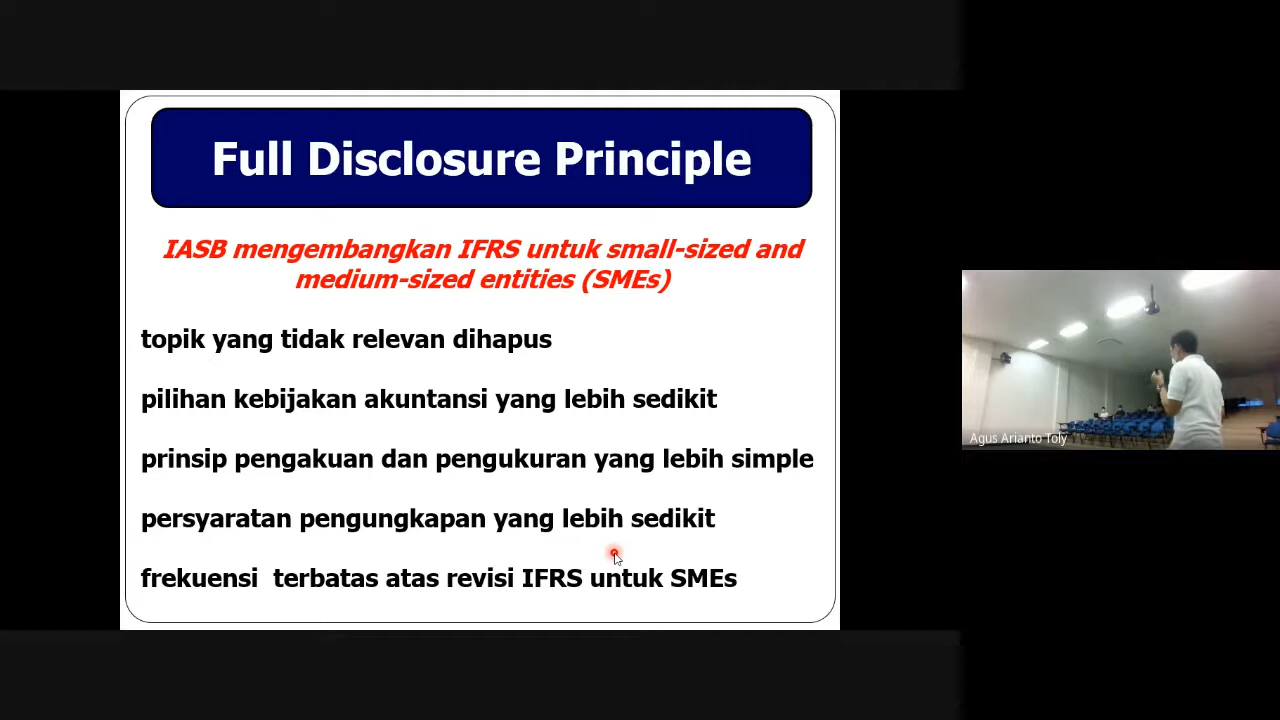 Full Disclosure Principle
IASB mengembangkan IFRS untuk small-sized and
medium-sized entities (SMEs)
topik yang tidak relevan dihapus
pilihan kebijakan akuntansi yang lebih sedikit
prinsip pengakuan dan pengukuran yang lebih simple
persyaratan pengungkapan yang lebih sedikit
frekuensi  terbatas atas revisi IFRS untuk SMEs
Agus Arianto Toly